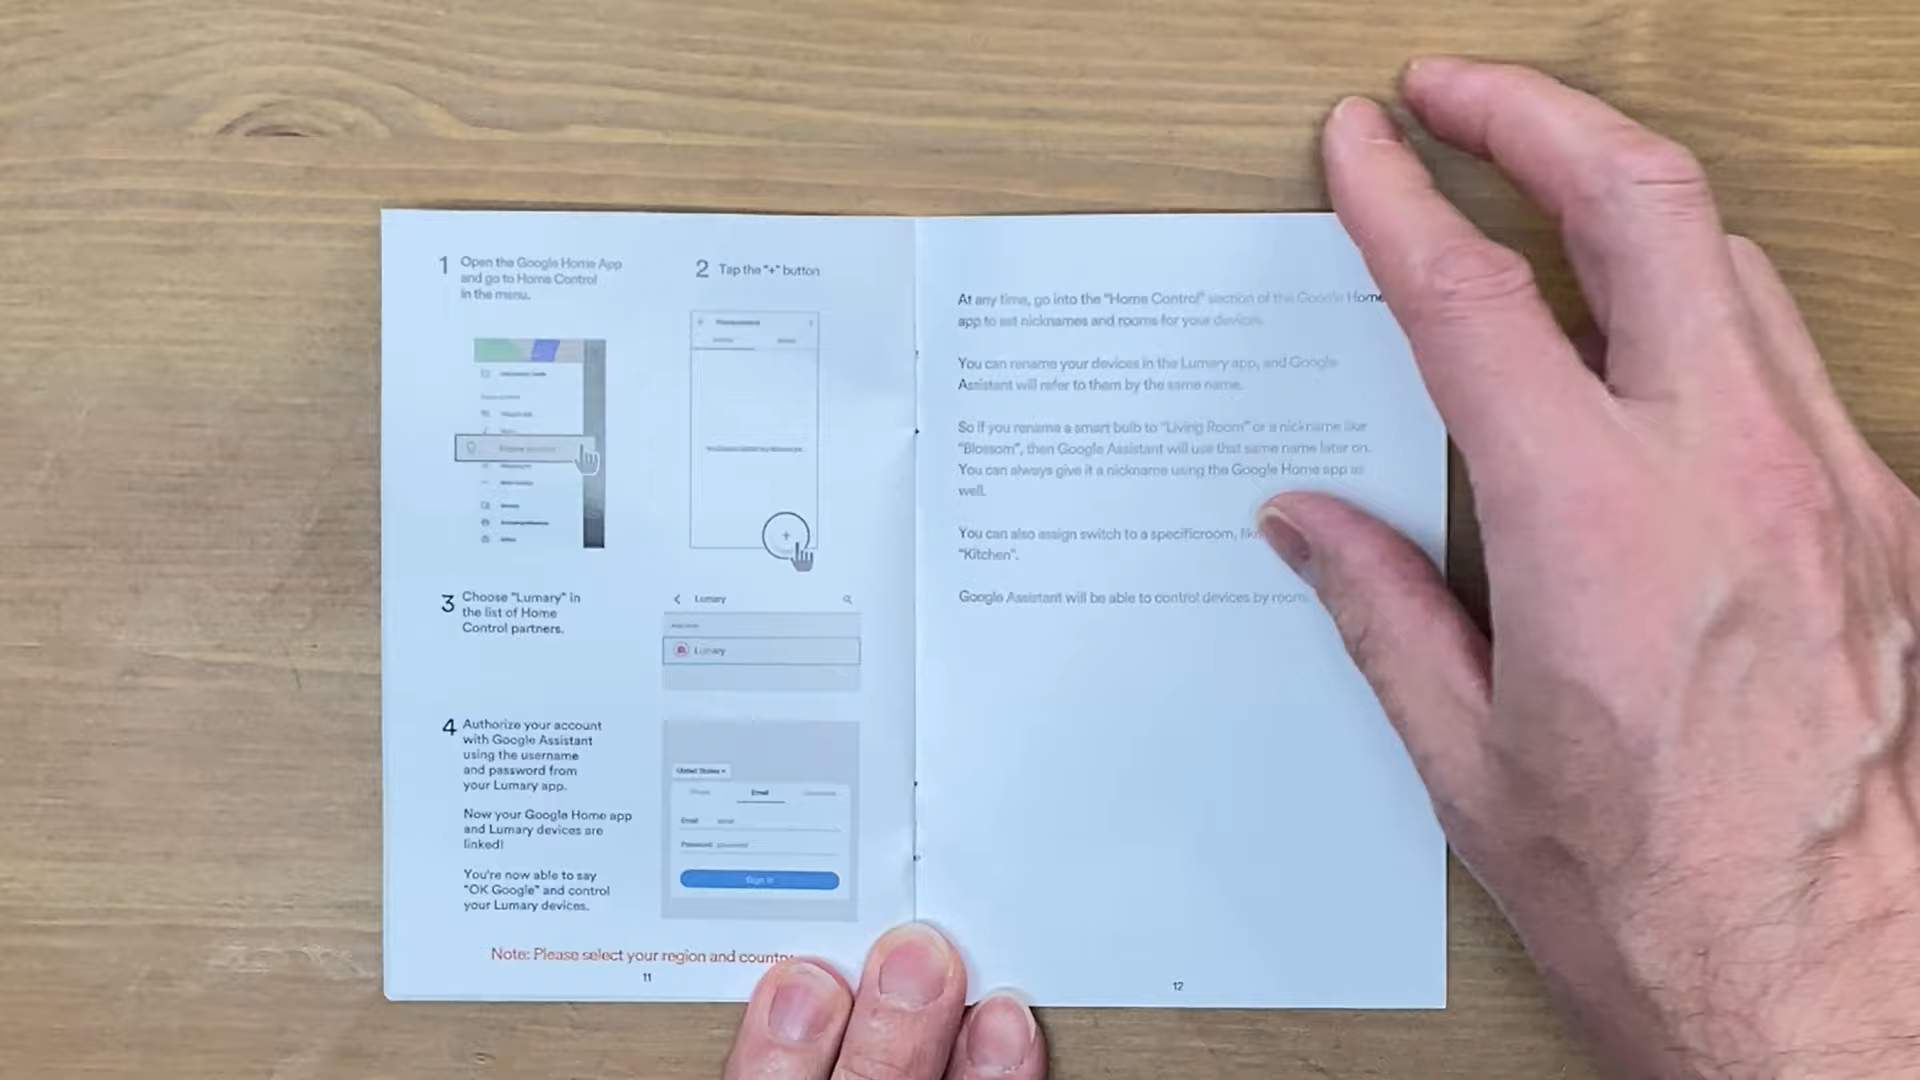 1 Open the Google Home App
and go to Home Control
in the menu.
2 Tap the "+" button
+
3 Choose "Lumary" in
the list of Home
Control partners.
Lumary
Lumary
4 Authorize your account
with Google Assistant
using the username
and password from
your Lumary app.
Now your Google Home app
and Lumary devices are
linked!
You're now able to say
"OK Google" and control
your Lumary devices.
United States
Email
Email
Password password
Sign in
Note: Please select your region and country
11
At any time, go into the "Home Control" section of the Google Home
app to set nicknames and rooms for your devices.
You can rename your devices in the Lumary app, and Google
Assistant will refer to them by the same name.
So if you rename a smart bulb to "Living Room" or a nickname like
"Blossom", then Google Assistant will use that same name later on.
You can always give it a nickname using the Google Home app as
well.
You can also assign switch to a specificroom, like
"Kitchen".
Google Assistant will be able to control devices by room.
12